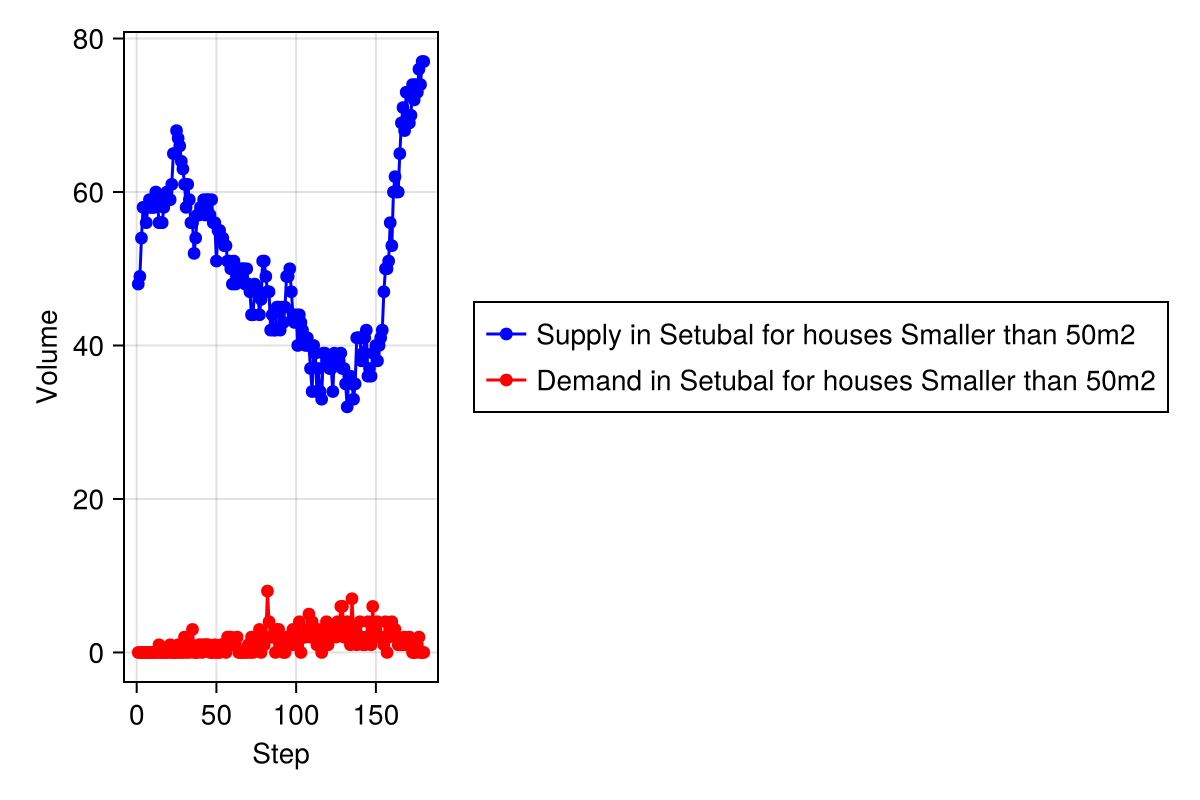 80
60
40
20
0
Volume
0 50 100 150
Step
Supply in Setubal for houses Smaller than 50m2
Demand in Setubal for houses Smaller than 50m2